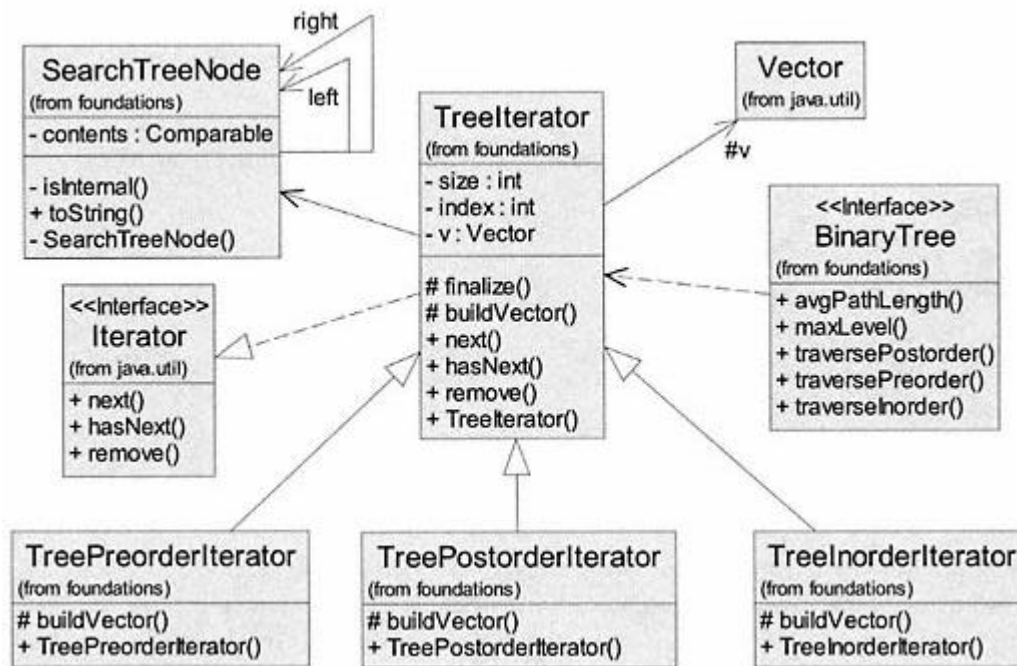 right
left
SearchTreeNode
(from foundations)
- contents : Comparable
- isInternal()
+ toString()
- SearchTreeNode()
TreeIterator
(from foundations)
- size : int
- index : int
- v : Vector
# finalize()
# buildVector()
+ next()
+ hasNext()
+ remove()
+ TreeIterator()
Vector
(from java.util)
#v
<<Interface>>
BinaryTree
(from foundations)
+ avgPathLength()
+ maxLevel()
+ traversePostorder()
+ traversePreorder()
+ traverseInorder()
<<Interface>>
Iterator
(from java.util)
+ next()
+ hasNext()
+ remove()
TreePreorderIterator
(from foundations)
# buildVector()
+ TreePreorderIterator()
TreePostorderIterator
(from foundations)
# buildVector()
+ TreePostorderIterator()
TreeInorderIterator
(from foundations)
# buildVector()
+ TreeInorderIterator()